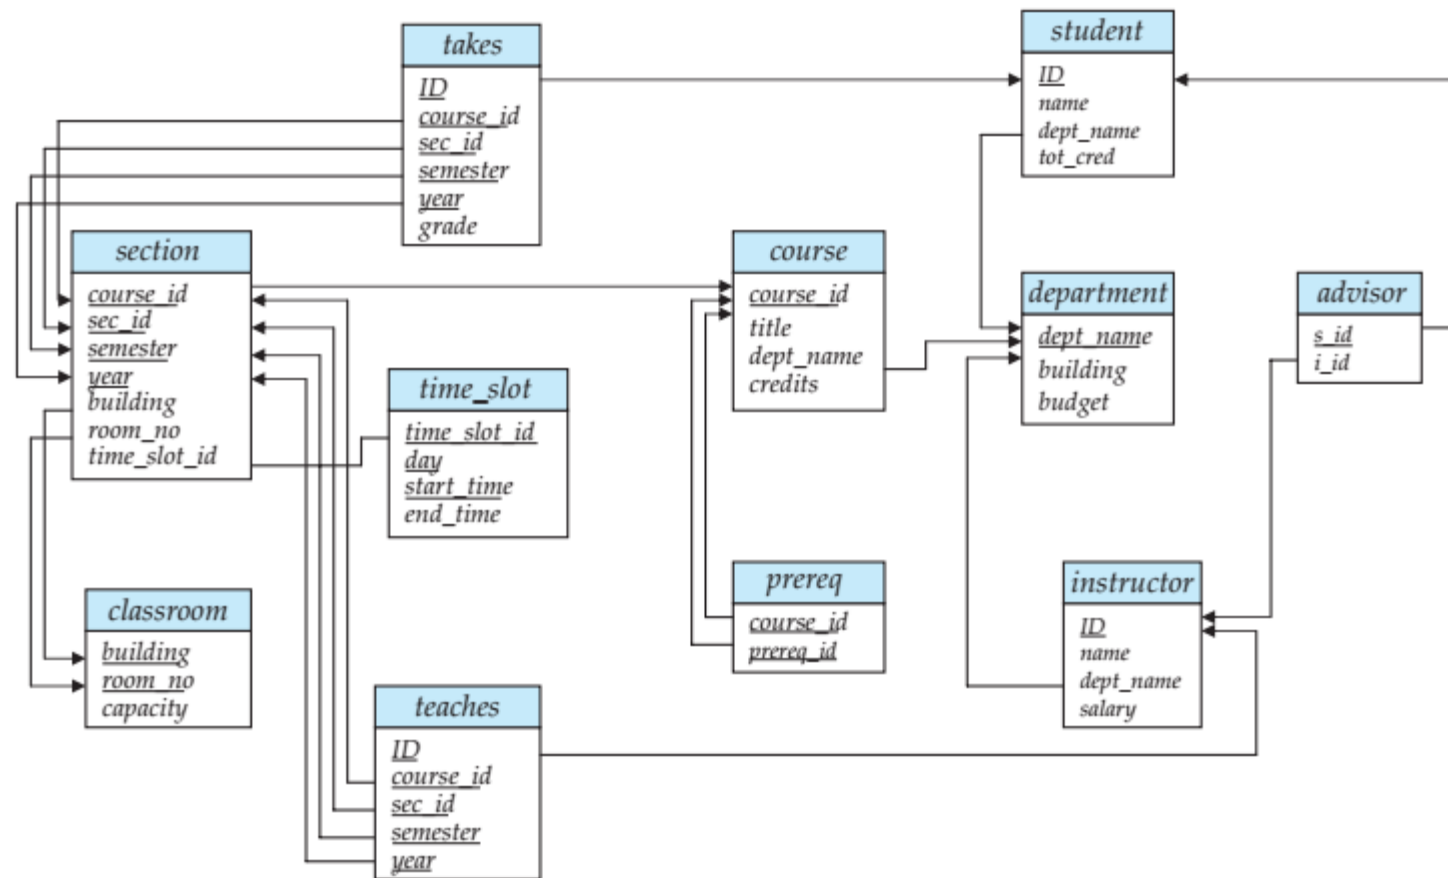 takes
ID
course_id
sec_id
semester
year
grade
student
ID
name
dept_name
tot_cred
section
course_id
sec_id
semester
year
building
room_no
time_slot_id
course
course_id
title
dept_name
credits
department
dept_name
building
budget
advisor
s_id
i_id
time_slot
time_slot_id
day
start_time
end_time
classroom
building
room_no
capacity
prereq
course_id
prereq_id
instructor
ID
name
dept_name
salary
teaches
ID
course_id
sec_id
semester
year